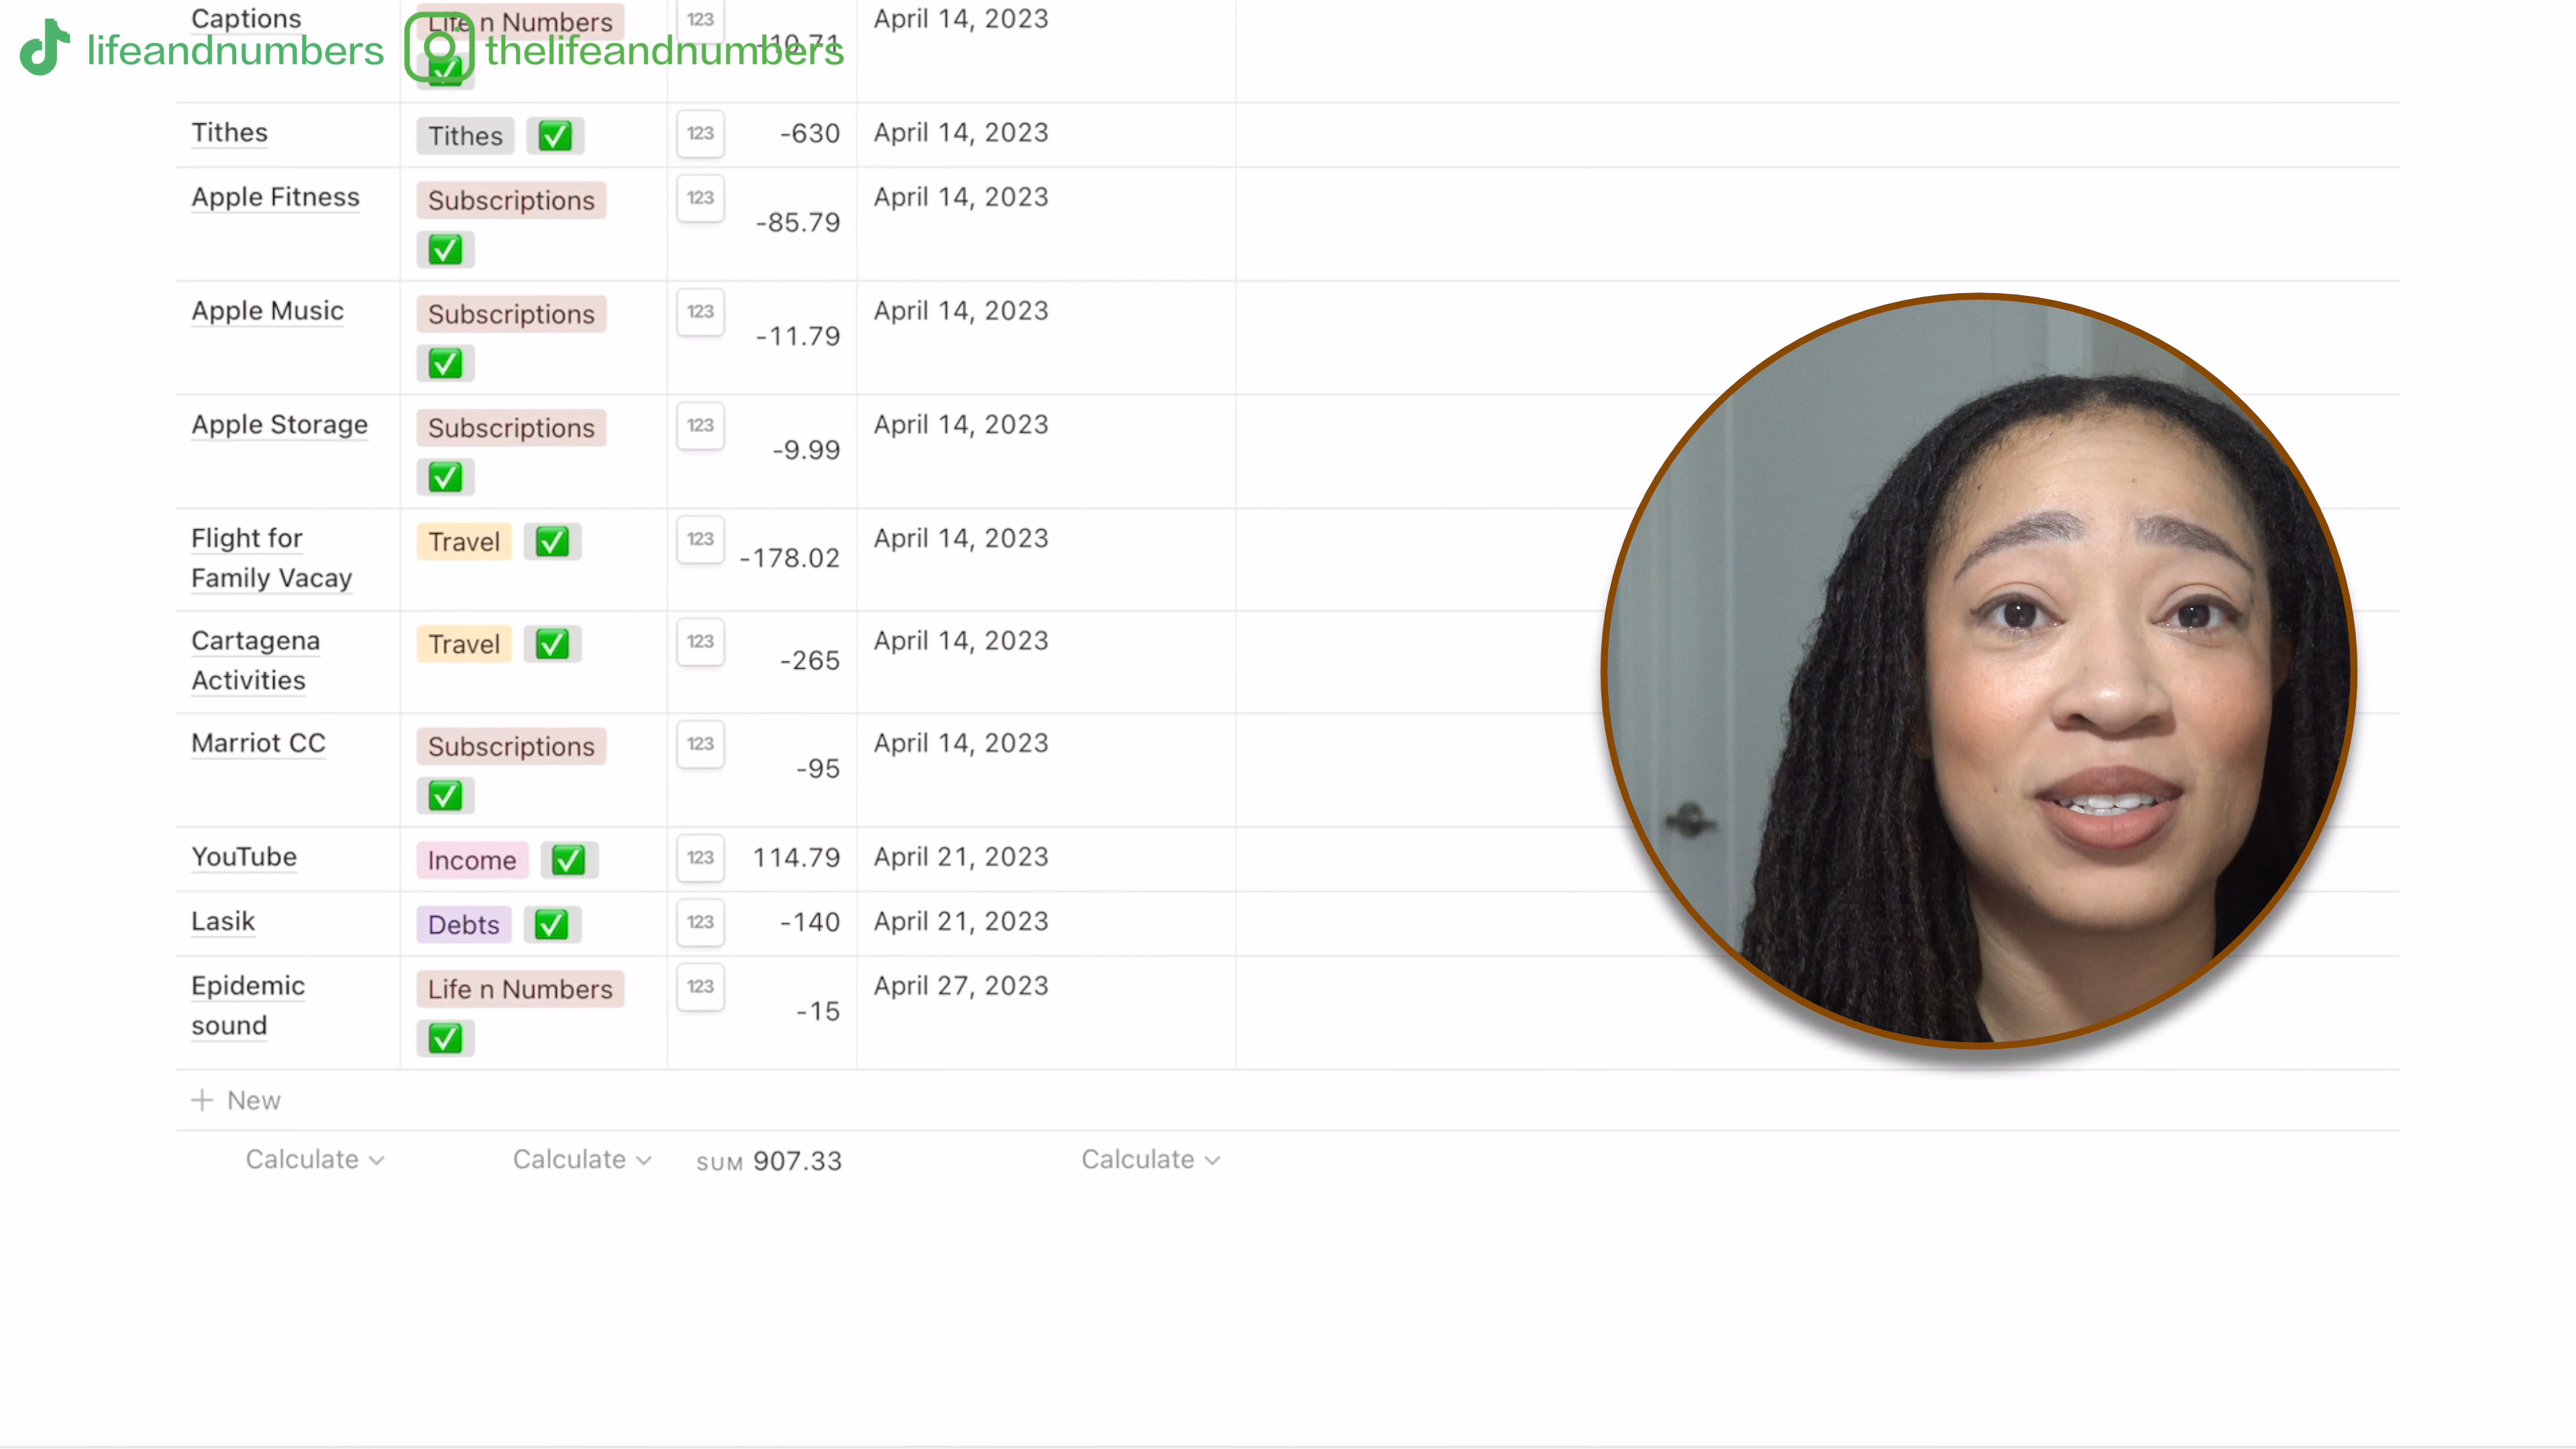 Captions Life n Numbers 123 -10.71 April 14, 2023
lifeandnumbers thelifeandnumbers
Tithes Tithes 123 -630 April 14, 2023
Apple Fitness Subscriptions 123 -85.79 April 14, 2023
Apple Music Subscriptions 123 -11.79 April 14, 2023
Apple Storage Subscriptions 123 -9.99 April 14, 2023
Flight for Travel 123 -178.02 April 14, 2023
Family Vacay
Cartagena Travel 123 -265 April 14, 2023
Activities
Marriot CC Subscriptions 123 -95 April 14, 2023
YouTube Income 123 114.79 April 21, 2023
Lasik Debts 123 -140 April 21, 2023
Epidemic Life n Numbers 123 -15 April 27, 2023
sound
+ New
Calculate Calculate SUM 907.33 Calculate